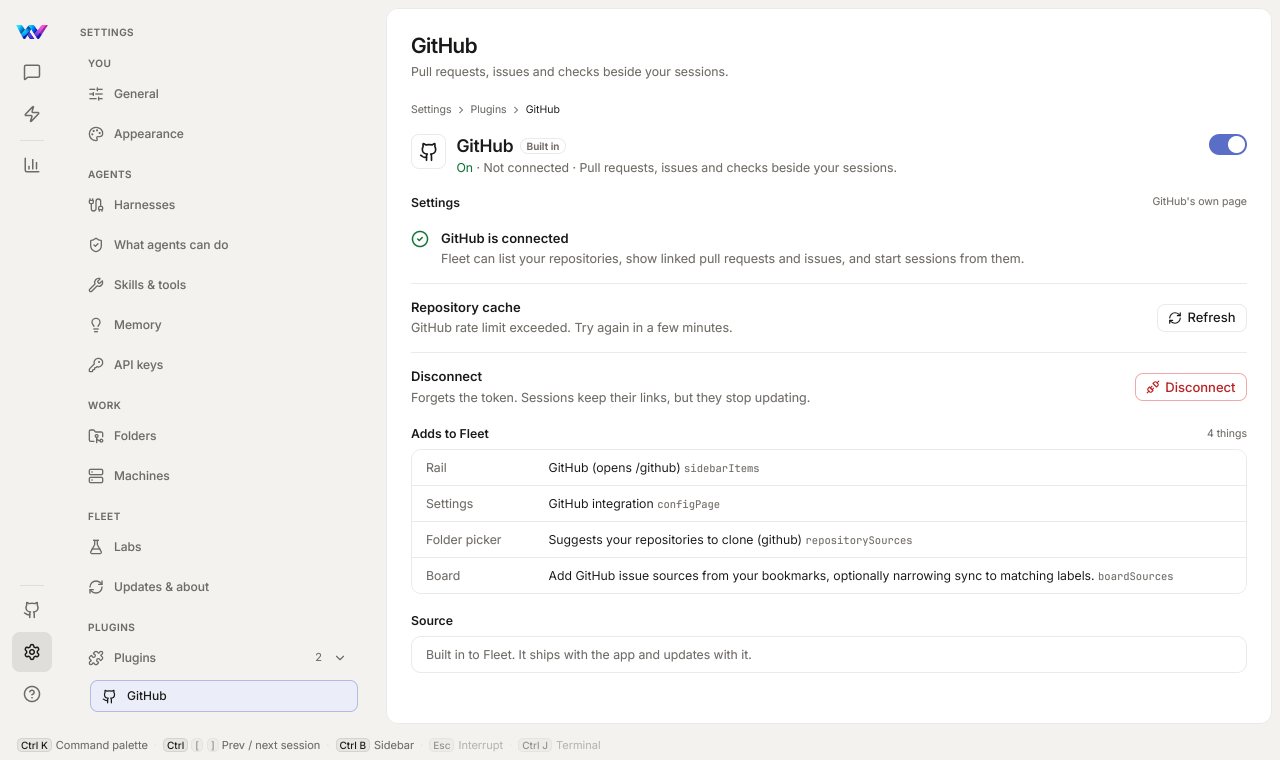 SETTINGS
YOU
General
Appearance
AGENTS
Harnesses
What agents can do
Skills & tools
Memory
API keys
WORK
Folders
Machines
FLEET
Labs
Updates & about
PLUGINS
Plugins 2
GitHub
GitHub
Pull requests, issues and checks beside your sessions.
Settings > Plugins > GitHub
GitHub Built in
On · Not connected · Pull requests, issues and checks beside your sessions.
Settings GitHub's own page
GitHub is connected
Fleet can list your repositories, show linked pull requests and issues, and start sessions from them.
Repository cache
GitHub rate limit exceeded. Try again in a few minutes.
Refresh
Disconnect
Forgets the token. Sessions keep their links, but they stop updating.
Disconnect
Adds to Fleet 4 things
Rail GitHub (opens /github) sidebarItems
Settings GitHub integration configPage
Folder picker Suggests your repositories to clone (github) repositorySources
Board Add GitHub issue sources from your bookmarks, optionally narrowing sync to matching labels. boardSources
Source
Built in to Fleet. It ships with the app and updates with it.
Ctrl K Command palette · Ctrl [ ] Prev / next session · Ctrl B Sidebar · Esc Interrupt · Ctrl J Terminal